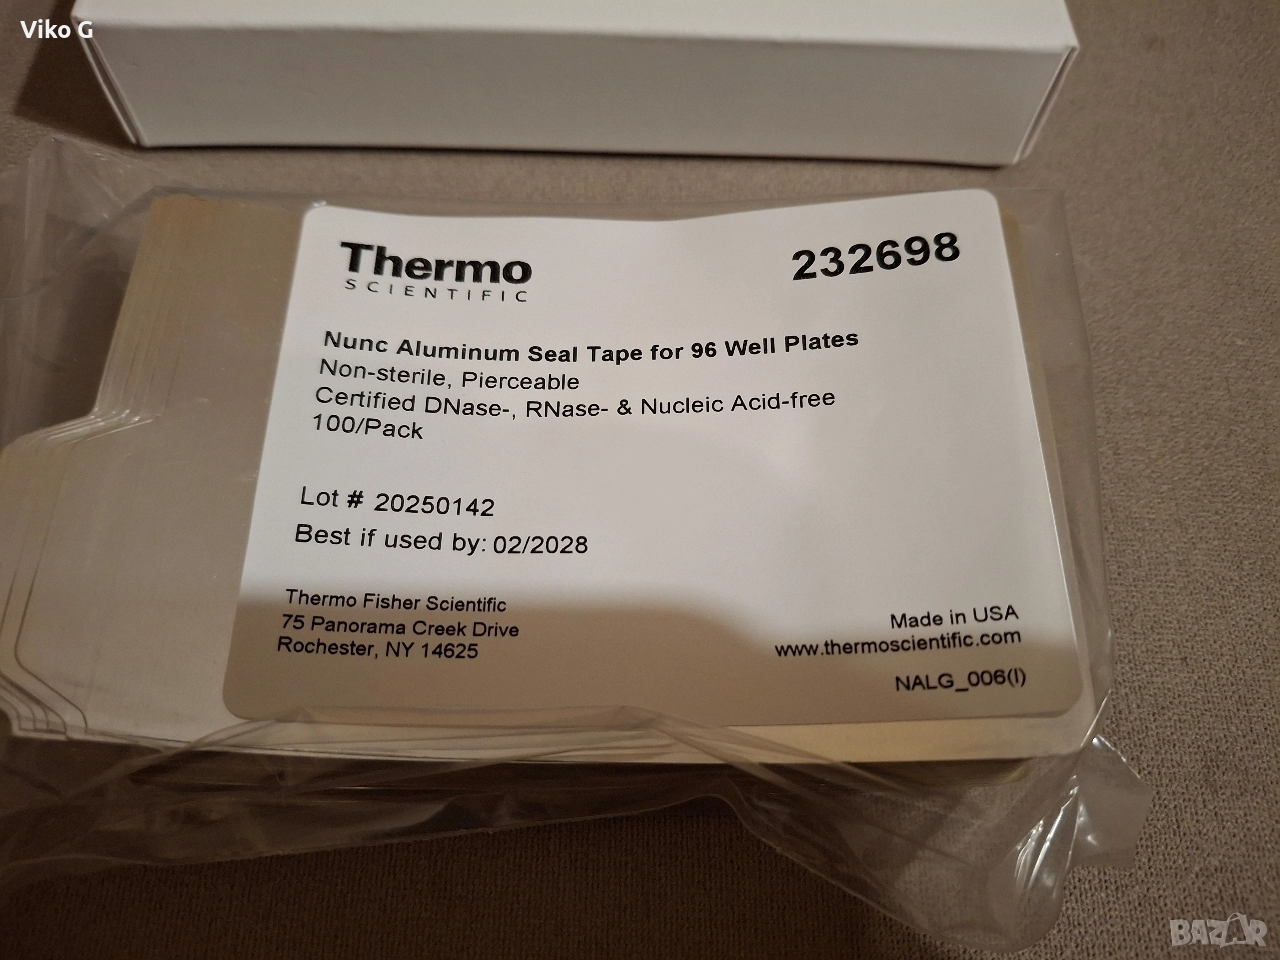 Viko G
Thermo
SCIENTIFIC
232698
Nunc Aluminum Seal Tape for 96 Well Plates
Non-sterile, Pierceable
Certified DNase-, RNase- & Nucleic Acid-free
100/Pack
Lot # 20250142
Best if used by: 02/2028
Thermo Fisher Scientific
75 Panorama Creek Drive
Rochester, NY 14625
Made in USA
www.thermoscientific.com
NALG_006(I)
BAZAR